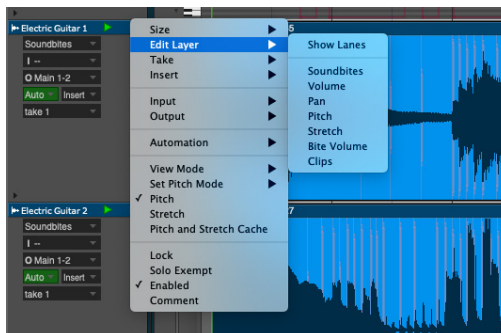 Electric Guitar 1
Soundbites
I --
O Main 1-2
Auto
Insert
take 1
Size
Edit Layer
Take
Insert
Input
Output
Automation
View Mode
Set Pitch Mode
✓ Pitch
Stretch
Pitch and Stretch Cache
Lock
Solo Exempt
✓ Enabled
Comment
5
Show Lanes
Soundbites
Volume
Pan
Pitch
Stretch
Bite Volume
Clips
Electric Guitar 2
7
Soundbites
I --
O Main 1-2
Auto
Insert
take 1